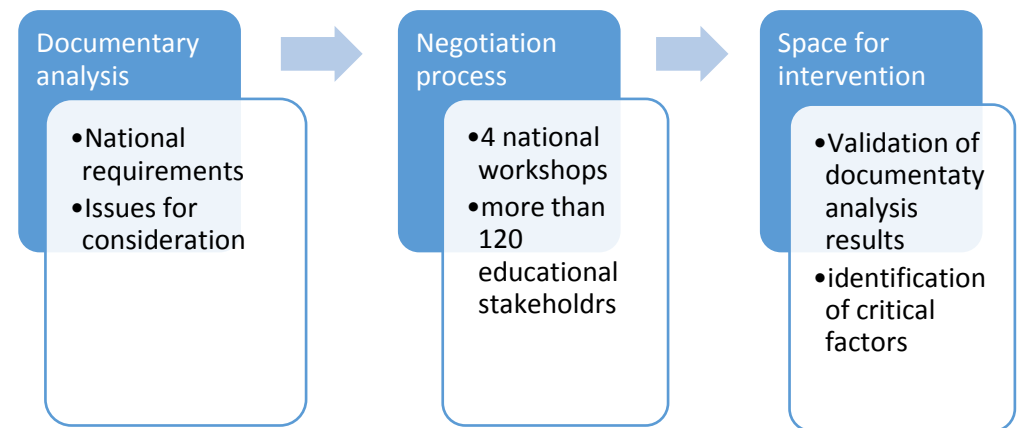 Documentary
analysis
•National
requirements
•Issues for
consideration
Negotiation
process
•4 national
workshops
•more than
120
educational
stakeholdrs
Space for
intervention
•Validation of
documentaty
analysis
results
•identification
of critical
factors